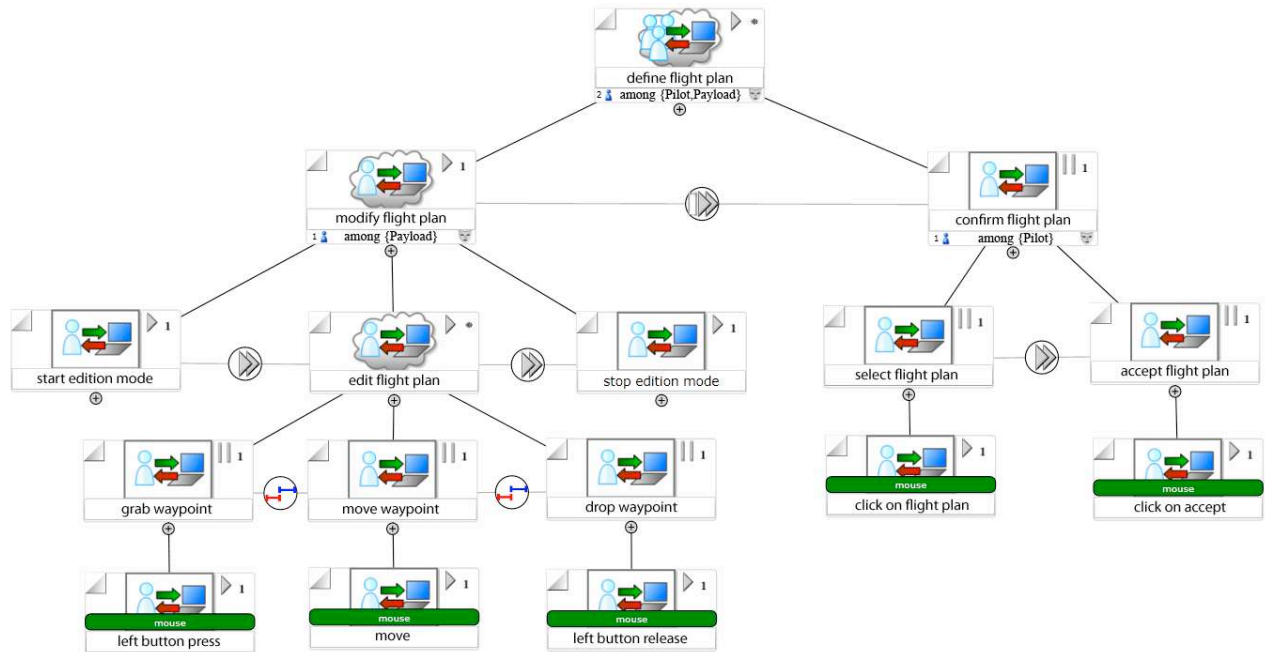 *
define flight plan
2 among {Pilot,Payload}
1
modify flight plan
1 among {Payload}
1
confirm flight plan
1 among {Pilot}
1
start edition mode
*
edit flight plan
1
stop edition mode
1
select flight plan
1
accept flight plan
1
grab waypoint
1
move waypoint
1
drop waypoint
1
mouse
click on flight plan
1
mouse
click on accept
1
mouse
left button press
1
mouse
move
1
mouse
left button release